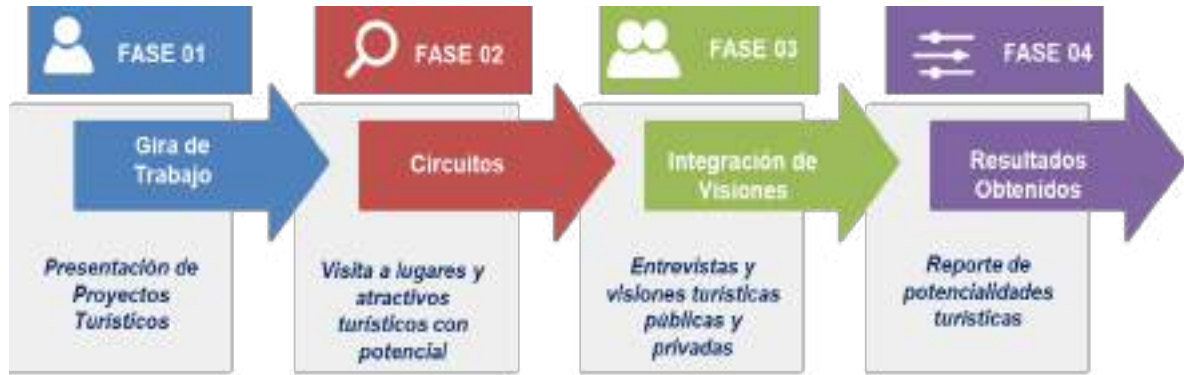 FASE 01
Gira de
Trabajo
Presentación de
Proyectos
Turísticos
FASE 02
Circuitos
Visita a lugares y
atractivos
turísticos con
potencial
FASE 03
Integración de
Visiones
Entrevistas y
visiones turísticas
públicas y
privadas
FASE 04
Resultados
Obtenidos
Reporte de
potencialidades
turísticas